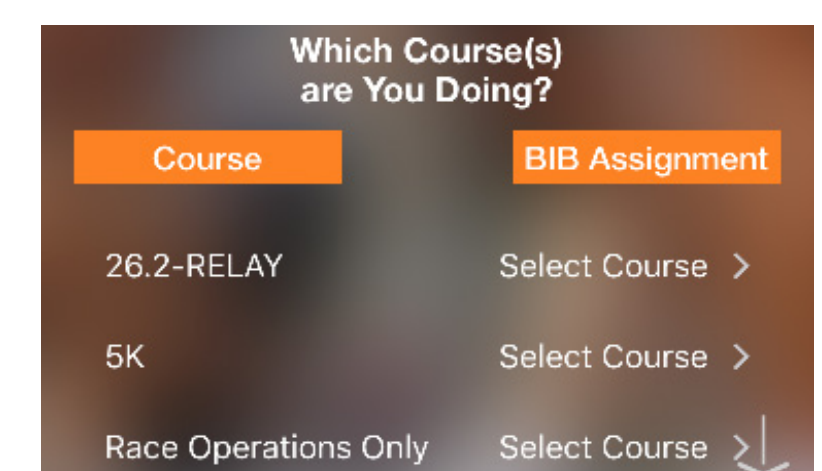 Which Course(s)
are You Doing?
Course BIB Assignment
26.2-RELAY Select Course >
5K Select Course >
Race Operations Only Select Course >